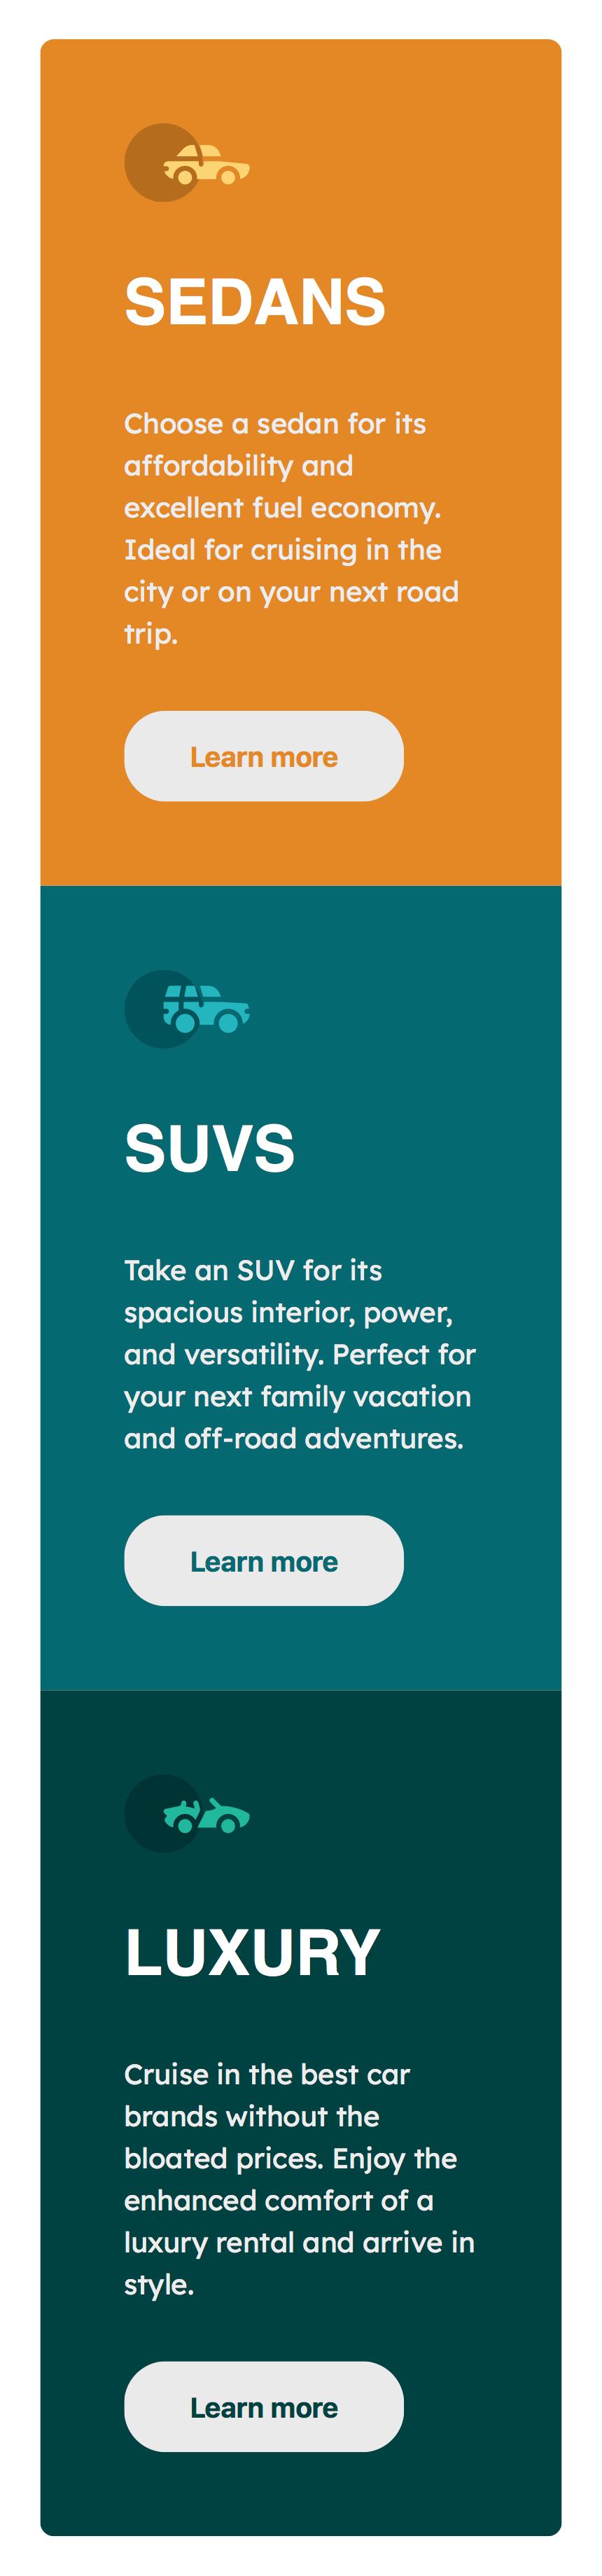 SEDANS
Choose a sedan for its
affordability and
excellent fuel economy.
Ideal for cruising in the
city or on your next road
trip.
Learn more
SUVS
Take an SUV for its
spacious interior, power,
and versatility. Perfect for
your next family vacation
and off-road adventures.
Learn more
LUXURY
Cruise in the best car
brands without the
bloated prices. Enjoy the
enhanced comfort of a
luxury rental and arrive in
style.
Learn more